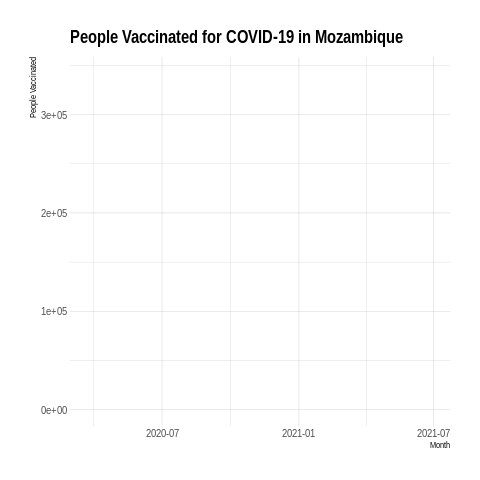 People Vaccinated for COVID-19 in Mozambique
People Vaccinated
3e+05
2e+05
1e+05
0e+00
2020-07 2021-01 2021-07
Month